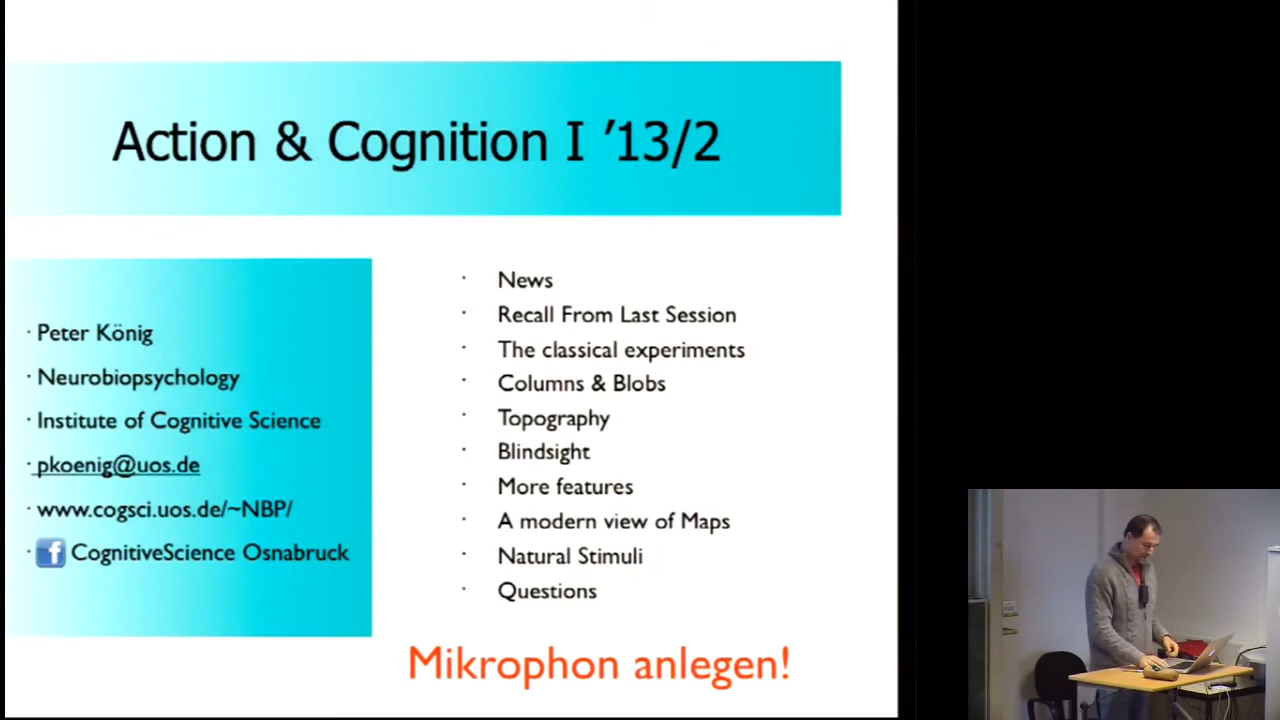 Action & Cognition I '13/2
· Peter König
· Neurobiopsychology
· Institute of Cognitive Science
· pkoenig@uos.de
· www.cogsci.uos.de/~NBP/
· f CognitiveScience Osnabruck
· News
· Recall From Last Session
· The classical experiments
· Columns & Blobs
· Topography
· Blindsight
· More features
· A modern view of Maps
· Natural Stimuli
· Questions
Mikrophon anlegen!